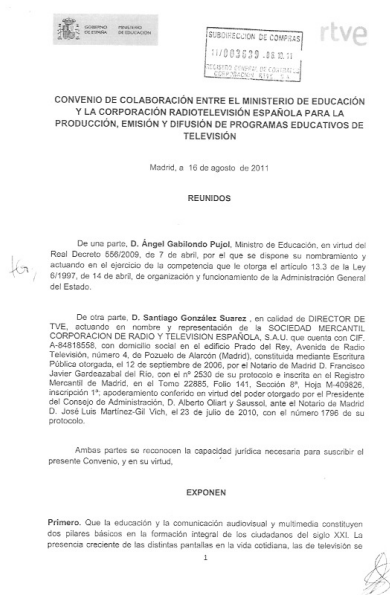 GOBIERNO DE ESPAÑA
MINISTERIO DE EDUCACIÓN
SUBDIRECCIÓN DE COMPRAS
rtve
CONVENIO DE COLABORACIÓN ENTRE EL MINISTERIO DE EDUCACIÓN
Y LA CORPORACIÓN RADIOTELEVISIÓN ESPAÑOLA PARA LA
PRODUCCIÓN, EMISIÓN Y DIFUSIÓN DE PROGRAMAS EDUCATIVOS DE
TELEVISIÓN
Madrid, a 16 de agosto de 2011
REUNIDOS
De una parte, D. Ángel Gabilondo Pujol, Ministro de Educación, en virtud del
Real Decreto 556/2009, de 7 de abril, por el que se dispone su nombramiento y
actuando en el ejercicio de la competencia que le otorga el artículo 13.3 de la Ley
6/1997, de 14 de abril, de organización y funcionamiento de la Administración General
del Estado.
De otra parte, D. Santiago González Suarez , en calidad de DIRECTOR DE
TVE, actuando en nombre y representación de la SOCIEDAD MERCANTIL
CORPORACION DE RADIO Y TELEVISION ESPAÑOLA, S.A.U. que cuenta con CIF.
A-84818558, con domicilio social en el edificio Prado del Rey, Avenida de Radio
Televisión, número 4, de Pozuelo de Alarcón (Madrid), constituida mediante Escritura
Pública otorgada, el 12 de septiembre de 2006, por el Notario de Madrid D. Francisco
Javier Gardeazabal del Río, con el nº 2530 de su protocolo e inscrita en el Registro
Mercantil de Madrid, en el Tomo 22885, Folio 141, Sección 8ª, Hoja M-409826,
inscripción 1ª; apoderamiento conferido en virtud del poder otorgado por el Presidente
del Consejo de Administración, D. Alberto Oliart y Saussol, ante el Notario de Madrid
D. José Luis Martínez-Gil Vich, el 23 de julio de 2010, con el número 1796 de su
protocolo.
Ambas partes se reconocen la capacidad jurídica necesaria para suscribir
el presente Convenio, y en su virtud,
EXPONEN
Primero. Que la educación y la comunicación audiovisual y multimedia constituyen
dos pilares básicos en la formación integral de los ciudadanos del siglo XXI. La
presencia creciente de las distintas pantallas en la vida cotidiana, las de televisión se
1